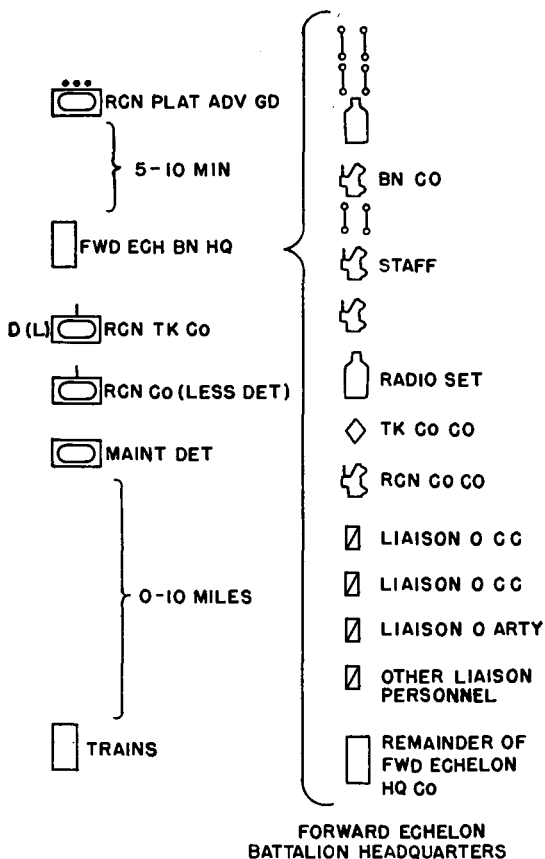 RCN PLAT ADV GD
5-10 MIN
FWD ECH BN HQ
D (L)
RCN TK CO
RCN CO (LESS DET)
MAINT DET
0-10 MILES
TRAINS
BN CO
STAFF
RADIO SET
TK CO CO
RCN CO CO
LIAISON O CC
LIAISON O CC
LIAISON O ARTY
OTHER LIAISON
PERSONNEL
REMAINDER OF
FWD ECHELON
HQ CO
FORWARD ECHELON
BATTALION HEADQUARTERS